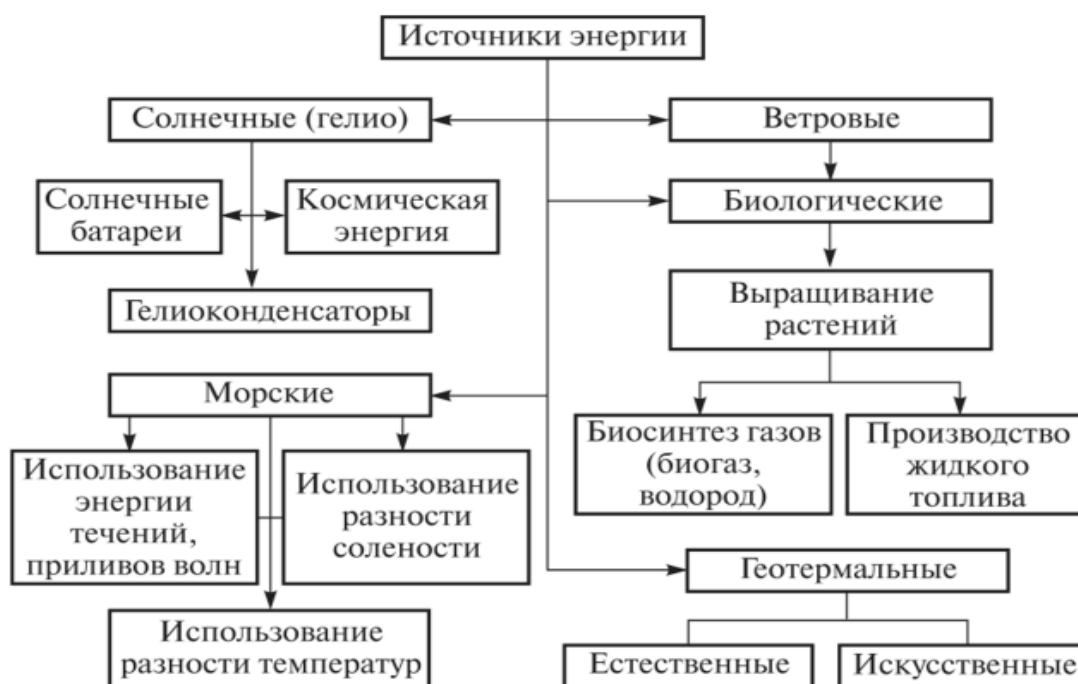 Источники энергии
Солнечные (гелио)
Ветровые
Солнечные
батареи
Космическая
энергия
Биологические
Гелиоконденсаторы
Выращивание
растений
Морские
Биосинтез газов
(биогаз,
водород)
Производство
жидкого
топлива
Использование
энергии
течений,
приливов волн
Использование
разности
солености
Использование
разности температур
Геотермальные
Естественные
Искусственные